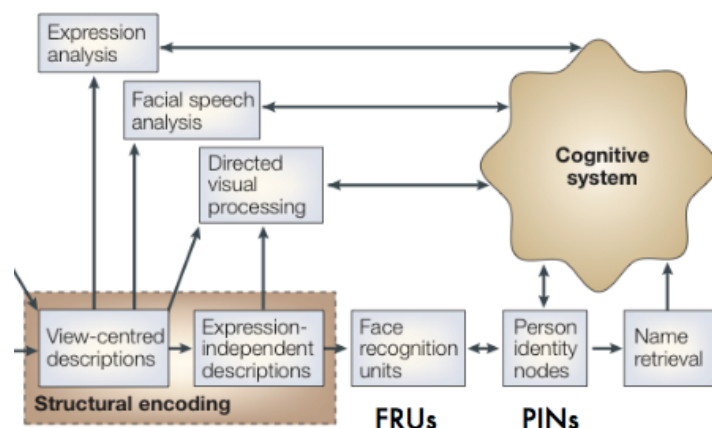 Expression
analysis
Facial speech
analysis
Directed
visual
processing
Cognitive
system
View-centred
descriptions
Expression-
independent
descriptions
Face
recognition
units
Person
identity
nodes
Name
retrieval
Structural encoding
FRUs
PINs